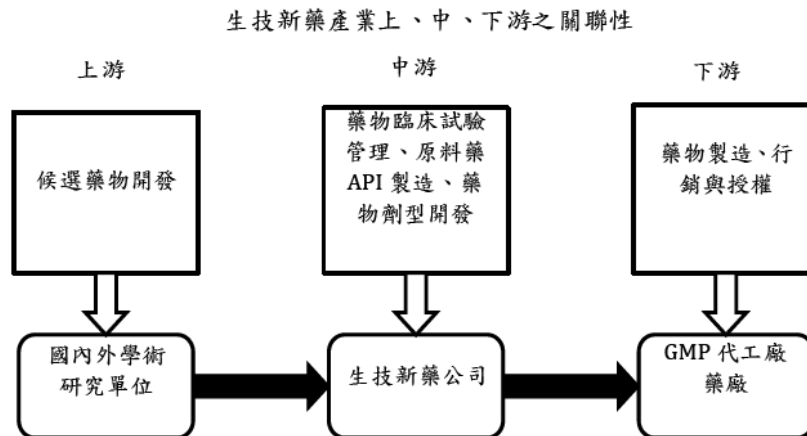 生技新藥產業上、中、下游之關聯性
上游
中游
下游
候選藥物開發
藥物臨床試驗
管理、原料藥
API 製造、藥
物劑型開發
藥物製造、行
銷與授權
國內外學術
研究單位
生技新藥公司
GMP 代工廠
藥廠